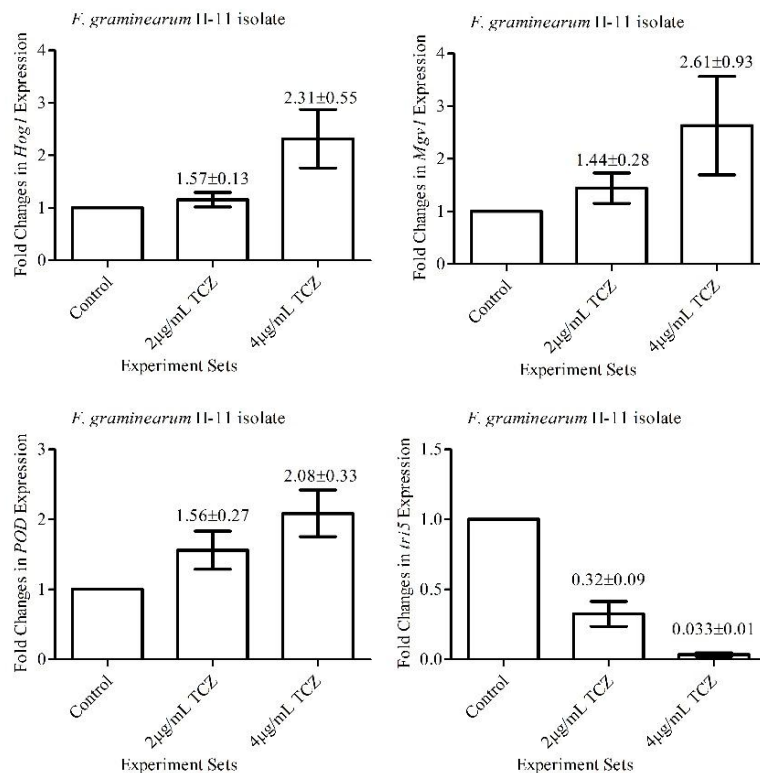 F. graminearum H-11 isolate
Fold Changes in Hog1 Expression
4
3
2
1
0
1.57±0.13
2.31±0.55
Control
2µg/mL TCZ
4µg/mL TCZ
Experiment Sets
F. graminearum H-11 isolate
Fold Changes in Mgv1 Expression
4
3
2
1
0
1.44±0.28
2.61±0.93
Control
2µg/mL TCZ
4µg/mL TCZ
Experiment Sets
F. graminearum H-11 isolate
Fold Changes in POD Expression
3
2
1
0
1.56±0.27
2.08±0.33
Control
2µg/mL TCZ
4µg/mL TCZ
Experiment Sets
F. graminearum H-11 isolate
Fold Changes in tri5 Expression
1.5
1.0
0.5
0.0
0.32±0.09
0.033±0.01
Control
2µg/mL TCZ
4µg/mL TCZ
Experiment Sets